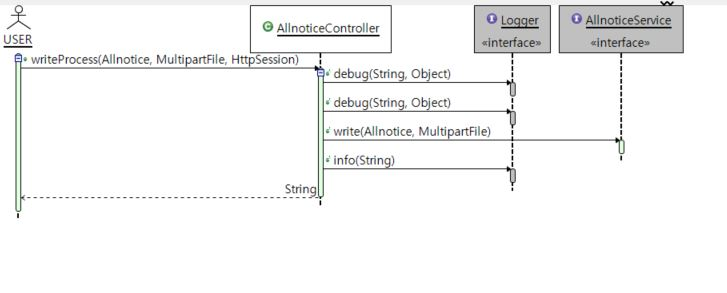 USER
C AllnoticeController
I Logger
«interface»
I AllnoticeService
«interface»
writeProcess(Allnotice, MultipartFile, HttpSession)
debug(String, Object)
debug(String, Object)
write(Allnotice, MultipartFile)
info(String)
String